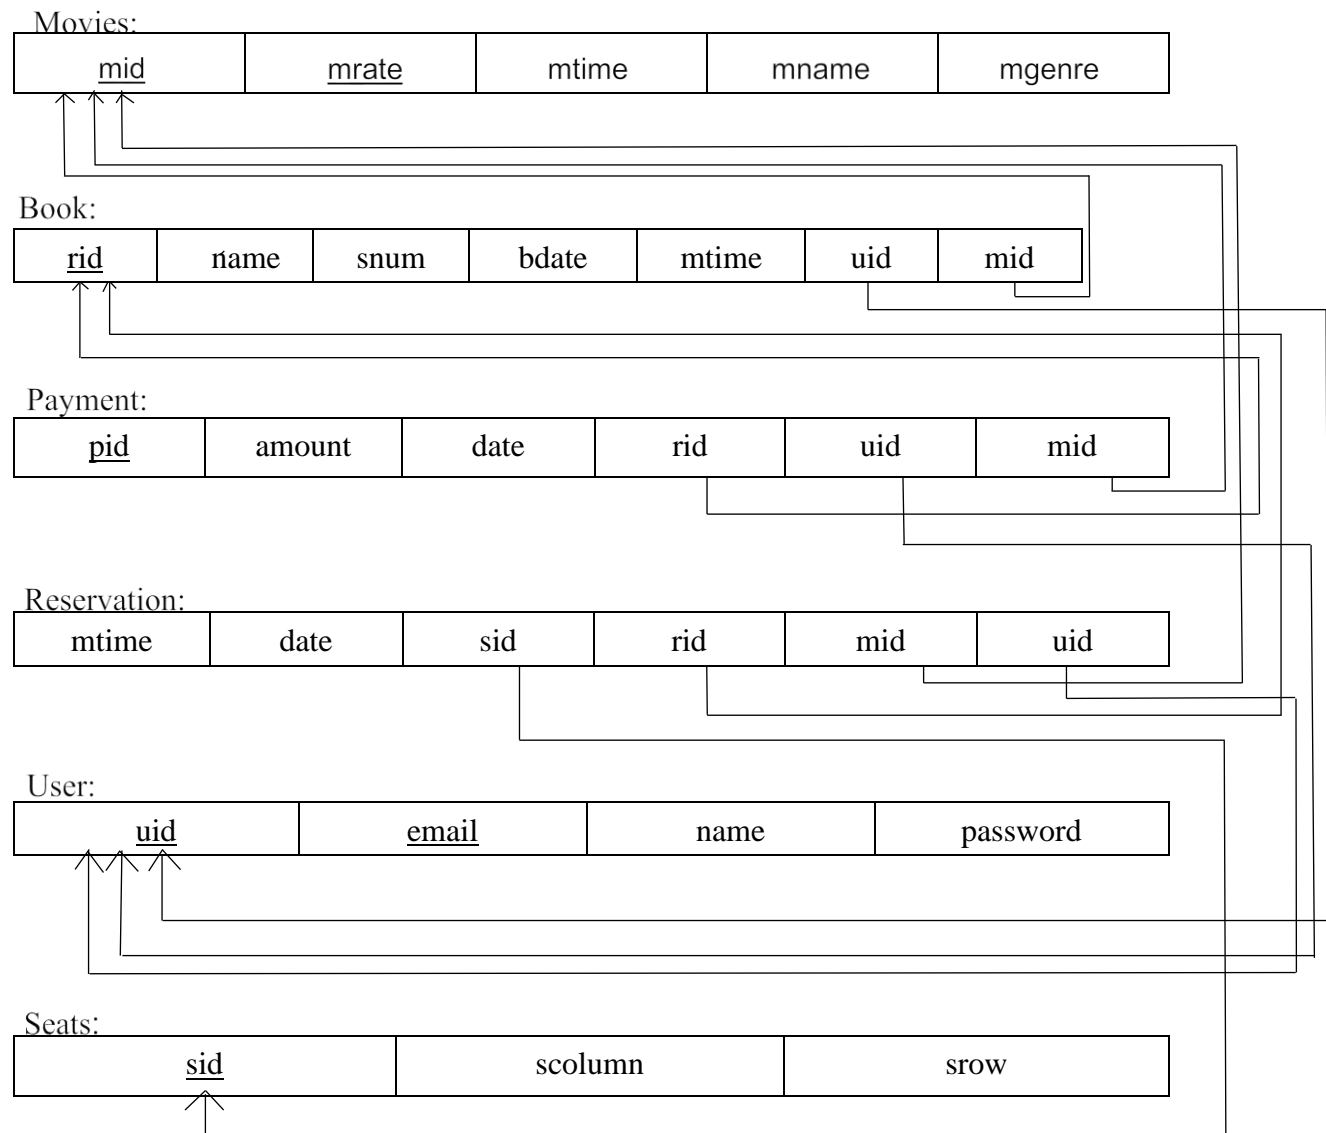 Movies:
mid mrate mtime mname mgenre
Book:
rid name snum bdate mtime uid mid
Payment:
pid amount date rid uid mid
Reservation:
mtime date sid rid mid uid
User:
uid email name password
Seats:
sid scolumn srow